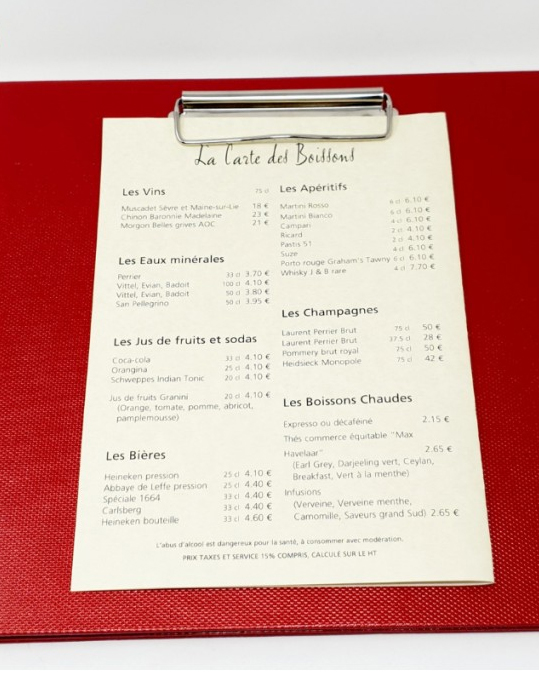 La Carte des Boissons
Les Vins 75 cl
Muscadet Sèvre et Maine-sur-Lie 18 €
Chinon Baronnie Madelaine 23 €
Morgon Belles grives AOC 21 €
Les Eaux minérales
Perrier 33 cl 3.70 €
Vittel, Evian, Badoit 100 cl 4.10 €
Vittel, Evian, Badoit 50 cl 3.80 €
San Pellegrino 50 cl 3.95 €
Les Jus de fruits et sodas
Coca-cola 33 cl 4.10 €
Orangina 25 cl 4.10 €
Schweppes Indian Tonic 20 cl 4.10 €
Jus de fruits Granini 20 cl 4.10 €
(Orange, tomate, pomme, abricot,
pamplemousse)
Les Bières
Heineken pression 25 cl 4.10 €
Abbaye de Leffe pression 25 cl 4.40 €
Spéciale 1664 33 cl 4.40 €
Carlsberg 33 cl 4.40 €
Heineken bouteille 33 cl 4.60 €
Les Apéritifs
Martini Rosso 6 cl 6.10 €
Martini Bianco 6 cl 6.10 €
Campari 4 cl 6.10 €
Ricard 2 cl 4.10 €
Pastis 51 2 cl 4.10 €
Suze 4 cl 6.10 €
Porto rouge Graham's Tawny 6 cl 6.10 €
Whisky J & B rare 4 cl 7.70 €
Les Champagnes
Laurent Perrier Brut 75 cl 50 €
Laurent Perrier Brut 37.5 cl 28 €
Pommery brut royal 75 cl 50 €
Heidsieck Monopole 75 cl 42 €
Les Boissons Chaudes
Expresso ou décaféiné 2.15 €
Thés commerce équitable "Max
Havelaar" 2.65 €
(Earl Grey, Darjeeling vert, Ceylan,
Breakfast, Vert à la menthe)
Infusions
(Verveine, Verveine menthe,
Camomille, Saveurs grand Sud) 2.65 €
L'abus d'alcool est dangereux pour la santé, à consommer avec modération.
PRIX TAXES ET SERVICE 15% COMPRIS, CALCULÉ SUR LE HT